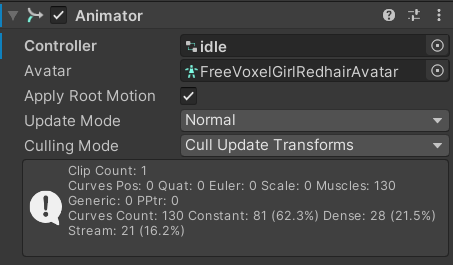 Animator
Controller idle
Avatar FreeVoxelGirlRedhairAvatar
Apply Root Motion
Update Mode Normal
Culling Mode Cull Update Transforms
Clip Count: 1
Curves Pos: 0 Quat: 0 Euler: 0 Scale: 0 Muscles: 130
Generic: 0 PPtr: 0
Curves Count: 130 Constant: 81 (62.3%) Dense: 28 (21.5%)
Stream: 21 (16.2%)